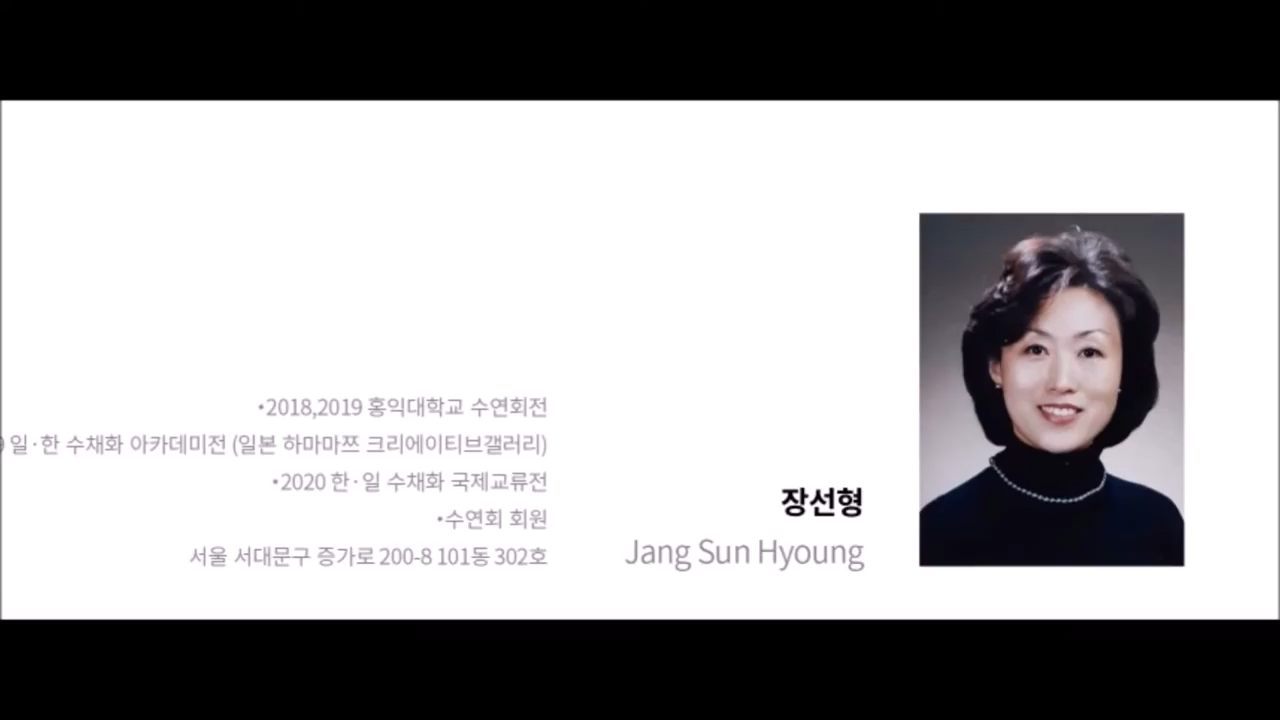 •2018,2019 홍익대학교 수연회전
9 일·한 수채화 아카데미전 (일본 하마마쯔 크리에이티브갤러리)
•2020 한·일 수채화 국제교류전
•수연회 회원
서울 서대문구 증가로 200-8 101동 302호
장선형
Jang Sun Hyoung